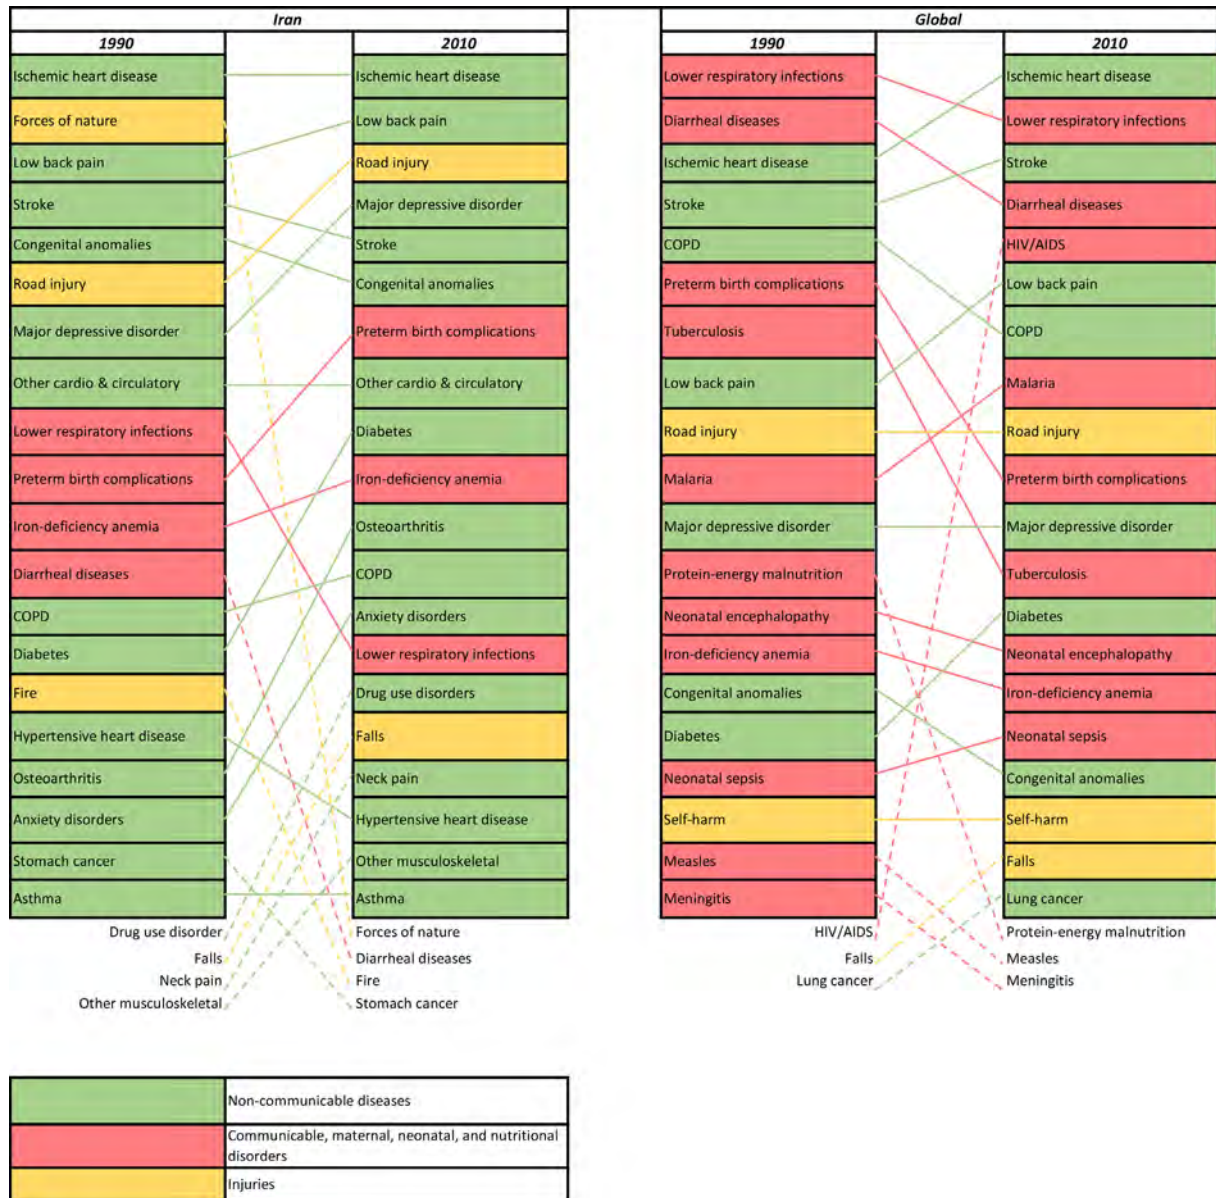 Iran
Global
1990
2010
1990
2010
Ischemic heart disease
Ischemic heart disease
Lower respiratory infections
Ischemic heart disease
Forces of nature
Low back pain
Diarrheal diseases
Lower respiratory infections
Low back pain
Road injury
Ischemic heart disease
Stroke
Stroke
Major depressive disorder
Stroke
Diarrheal diseases
Congenital anomalies
Stroke
COPD
HIV/AIDS
Road injury
Congenital anomalies
Preterm birth complications
Low back pain
Major depressive disorder
Preterm birth complications
Tuberculosis
COPD
Other cardio & circulatory
Other cardio & circulatory
Low back pain
Malaria
Lower respiratory infections
Diabetes
Road injury
Road injury
Preterm birth complications
Iron-deficiency anemia
Malaria
Preterm birth complications
Iron-deficiency anemia
Osteoarthritis
Major depressive disorder
Major depressive disorder
Diarrheal diseases
COPD
Protein-energy malnutrition
Tuberculosis
COPD
Anxiety disorders
Neonatal encephalopathy
Diabetes
Diabetes
Lower respiratory infections
Iron-deficiency anemia
Neonatal encephalopathy
Fire
Drug use disorders
Congenital anomalies
Iron-deficiency anemia
Hypertensive heart disease
Falls
Diabetes
Neonatal sepsis
Osteoarthritis
Neck pain
Neonatal sepsis
Congenital anomalies
Anxiety disorders
Hypertensive heart disease
Self-harm
Self-harm
Stomach cancer
Other musculoskeletal
Measles
Falls
Asthma
Asthma
Meningitis
Lung cancer
Drug use disorder
Forces of nature
HIV/AIDS
Protein-energy malnutrition
Falls
Diarrheal diseases
Falls
Measles
Neck pain
Fire
Lung cancer
Meningitis
Other musculoskeletal
Stomach cancer
Non-communicable diseases
Communicable, maternal, neonatal, and nutritional
disorders
Injuries